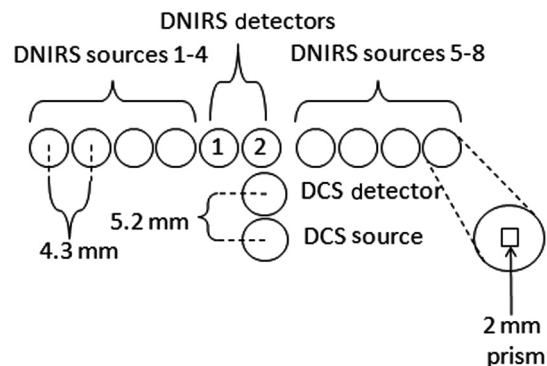 DNIRS detectors
DNIRS sources 1-4
DNIRS sources 5-8
1
2
DCS detector
5.2 mm
DCS source
4.3 mm
2 mm
prism